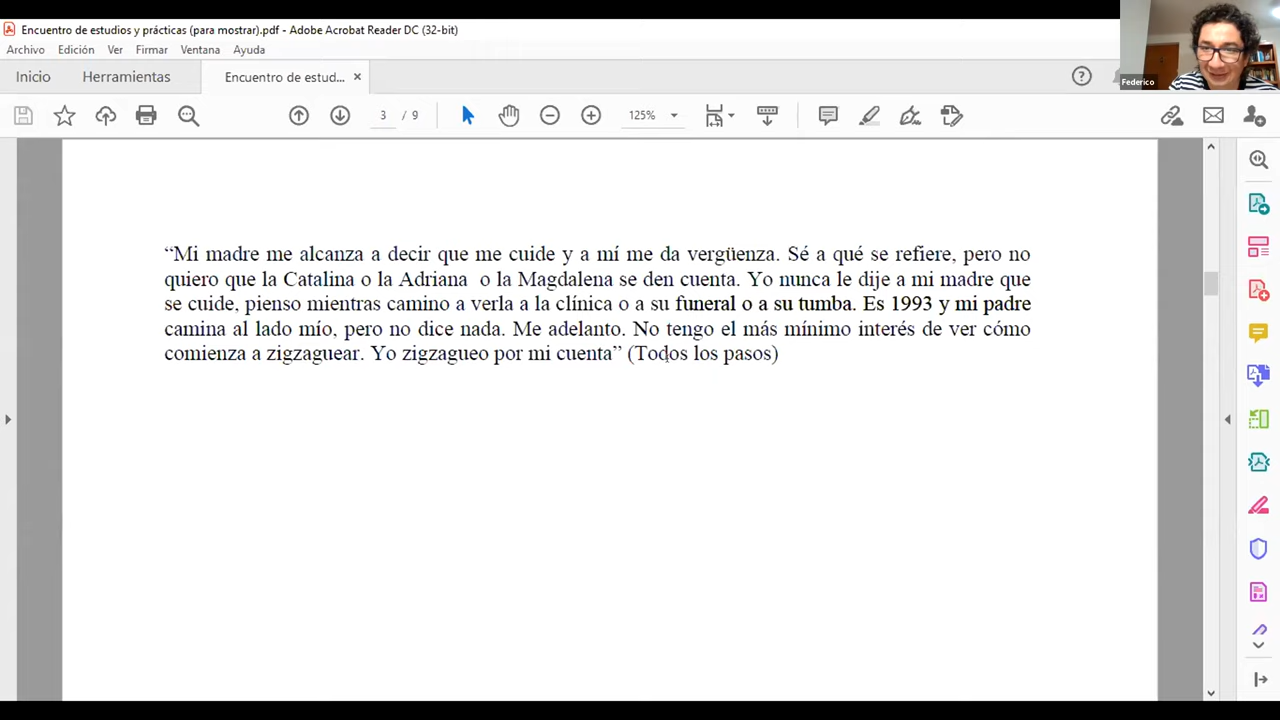 Encuentro de estudios y prácticas (para mostrar).pdf - Adobe Acrobat Reader DC (32-bit)
Archivo Edición Ver Firmar Ventana Ayuda
Inicio Herramientas Encuentro de estud... ×
3 / 9 125%
Federico
“Mi madre me alcanza a decir que me cuide y a mí me da vergüenza. Sé a qué se refiere, pero no
quiero que la Catalina o la Adriana o la Magdalena se den cuenta. Yo nunca le dije a mi madre que
se cuide, pienso mientras camino a verla a la clínica o a su funeral o a su tumba. Es 1993 y mi padre
camina al lado mío, pero no dice nada. Me adelanto. No tengo el más mínimo interés de ver cómo
comienza a zigzaguear. Yo zigzagueo por mi cuenta” (Todos los pasos)